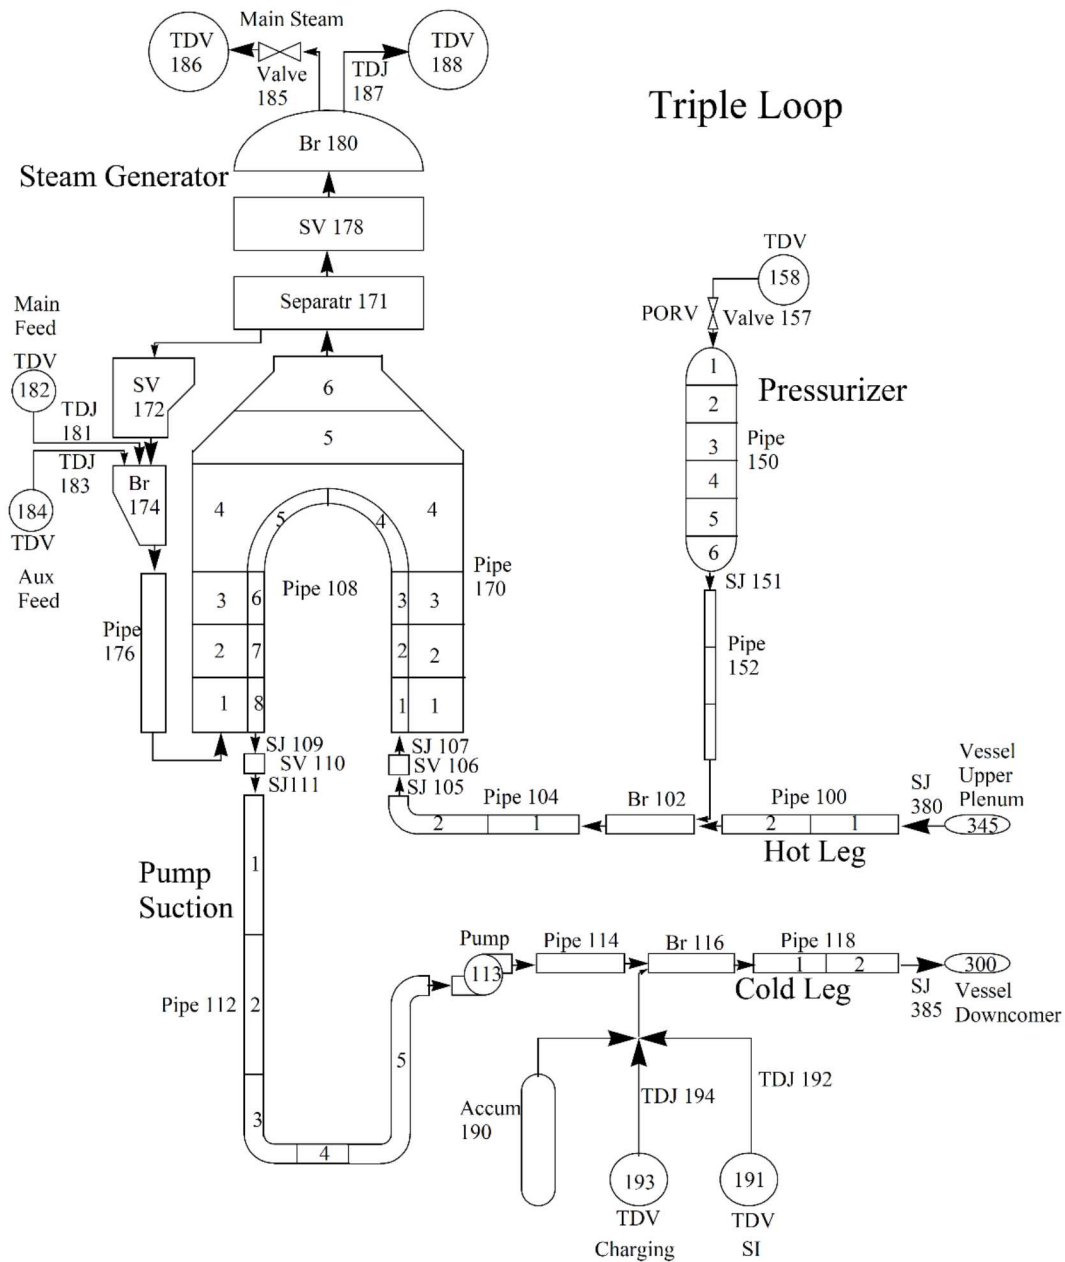 Main Steam
TDV
186
Valve
185
TDJ
187
TDV
188
Triple Loop
Br 180
Steam Generator
SV 178
Separatr 171
Main
Feed
TDV
182
TDJ
181
SV
172
TDJ
183
Br
174
184
TDV
Aux
Feed
Pipe
176
6
5
4
4
5
4
Pipe 108
Pipe
170
3
6
3
3
2
7
2
2
1
8
1
1
TDV
158
PORV
Valve 157
1
2
3
4
5
6
Pressurizer
Pipe
150
SJ 151
Pipe
152
SJ 109
SV 110
SJ111
SJ 107
SV 106
SJ 105
Pipe 104
2
1
Br 102
Pipe 100
2
1
Hot Leg
SJ
380
Vessel
Upper
Plenum
345
Pump
Suction
1
Pipe 112
2
3
4
5
Pump
113
Pipe 114
Br 116
Pipe 118
1
2
Cold Leg
SJ
385
300
Vessel
Downcomer
Accum
190
TDJ 194
TDJ 192
193
TDV
Charging
191
TDV
SI